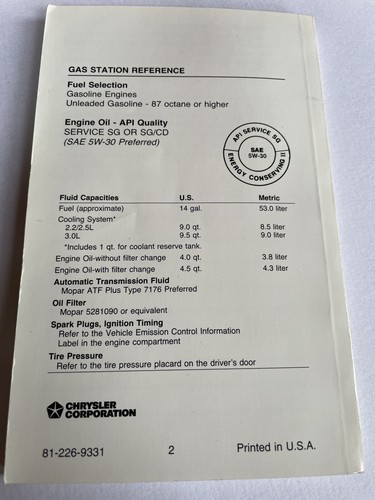 GAS STATION REFERENCE
Fuel Selection
Gasoline Engines
Unleaded Gasoline - 87 octane or higher
Engine Oil - API Quality
SERVICE SG OR SG/CD
(SAE 5W-30 Preferred)
API SERVICE SG
SAE
5W-30
ENERGY CONSERVING II
Fluid Capacities U.S. Metric
Fuel (approximate) 14 gal. 53.0 liter
Cooling System*
2.2/2.5L 9.0 qt. 8.5 liter
3.0L 9.5 qt. 9.0 liter
*Includes 1 qt. for coolant reserve tank.
Engine Oil-without filter change 4.0 qt. 3.8 liter
Engine Oil-with filter change 4.5 qt. 4.3 liter
Automatic Transmission Fluid
Mopar ATF Plus Type 7176 Preferred
Oil Filter
Mopar 5281090 or equivalent
Spark Plugs, Ignition Timing
Refer to the Vehicle Emission Control Information
Label in the engine compartment
Tire Pressure
Refer to the tire pressure placard on the driver's door
CHRYSLER
CORPORATION
81-226-9331 2 Printed in U.S.A.